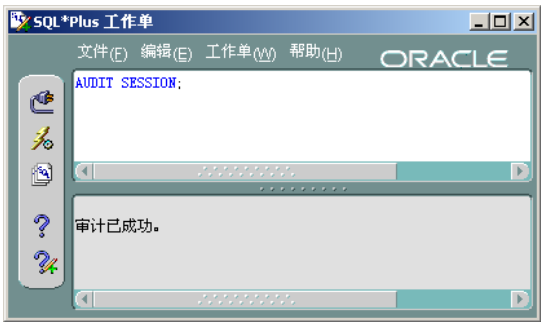 SQL*Plus 工作单
文件(F) 编辑(E) 工作单(W) 帮助(H)
ORACLE
AUDIT SESSION;
审计已成功。